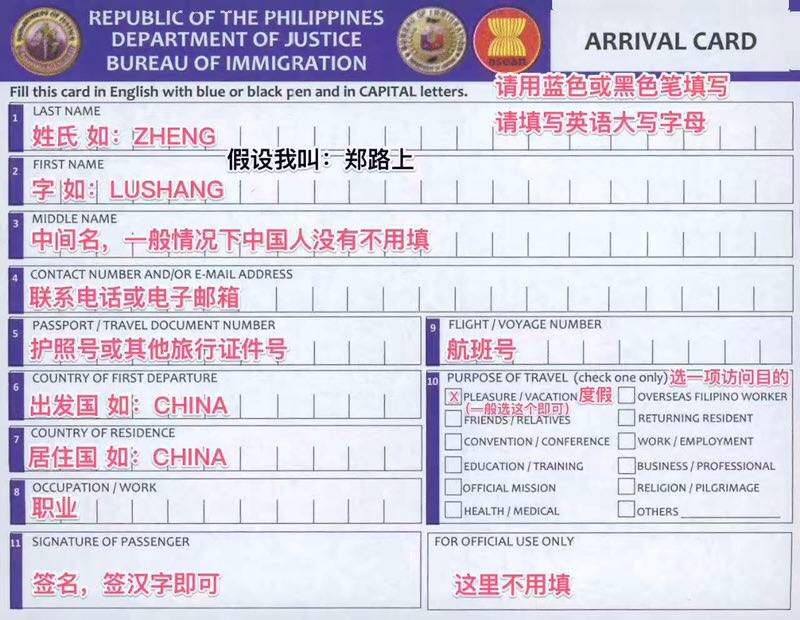 REPUBLIC OF THE PHILIPPINES
DEPARTMENT OF JUSTICE
BUREAU OF IMMIGRATION
asean
ARRIVAL CARD
Fill this card in English with blue or black pen and in CAPITAL letters.
请用蓝色或黑色笔填写
请填写英语大写字母
1 LAST NAME
姓氏 如：ZHENG
假设我叫：郑路上
2 FIRST NAME
字 如：LUSHANG
3 MIDDLE NAME
中间名，一般情况下中国人没有不用填
4 CONTACT NUMBER AND/OR E-MAIL ADDRESS
联系电话或电子邮箱
5 PASSPORT / TRAVEL DOCUMENT NUMBER
护照号或其他旅行证件号
6 COUNTRY OF FIRST DEPARTURE
出发国 如：CHINA
7 COUNTRY OF RESIDENCE
居住国 如：CHINA
8 OCCUPATION / WORK
职业
9 FLIGHT / VOYAGE NUMBER
航班号
10 PURPOSE OF TRAVEL (check one only) 选一项访问目的
X PLEASURE / VACATION 度假
(一般选这个即可)
FRIENDS / RELATIVES
CONVENTION / CONFERENCE
EDUCATION / TRAINING
OFFICIAL MISSION
HEALTH / MEDICAL
OVERSEAS FILIPINO WORKER
RETURNING RESIDENT
WORK / EMPLOYMENT
BUSINESS / PROFESSIONAL
RELIGION / PILGRIMAGE
OTHERS
11 SIGNATURE OF PASSENGER
签名，签汉字即可
FOR OFFICIAL USE ONLY
这里不用填